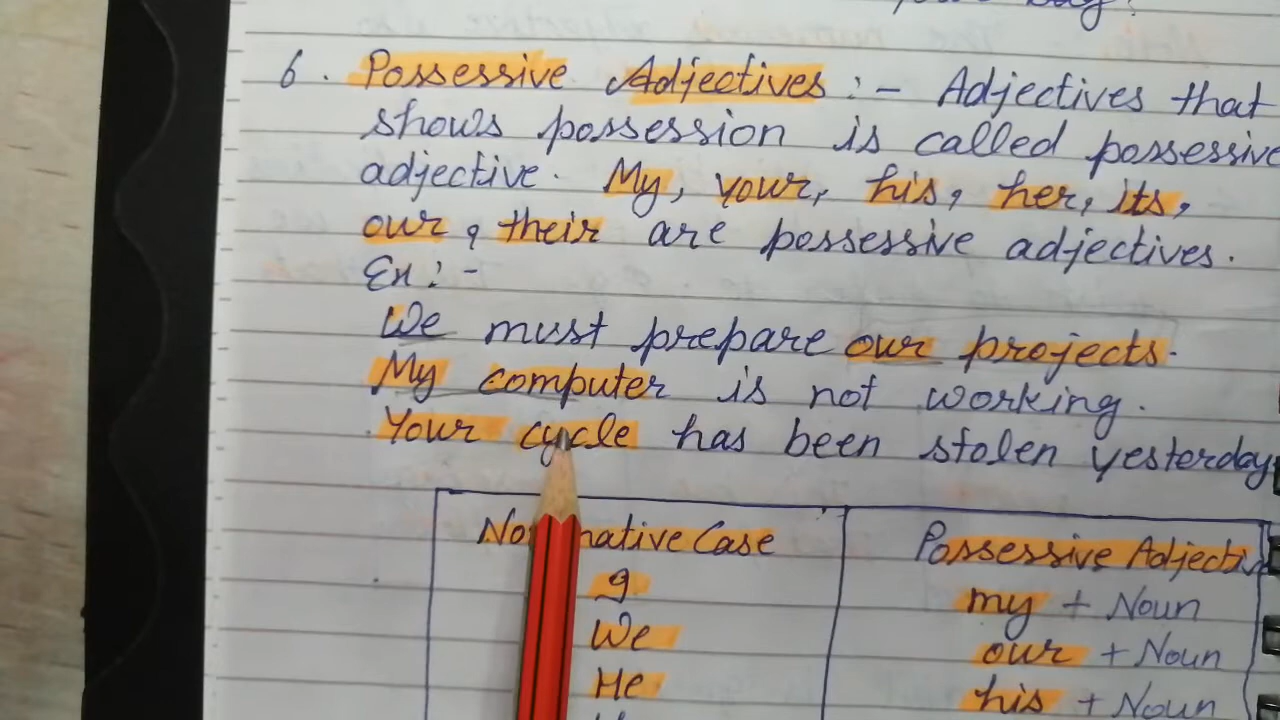 6. Possessive Adjectives :- Adjectives that
shows possession is called possessive
adjective. My, your, his, her, its,
our, their are possessive adjectives.
Ex :-
We must prepare our projects.
My computer is not working.
Your cycle has been stolen yesterday
Possessive Adjectiv
Case
I
my + Noun
We
our + Noun
He
his + Noun